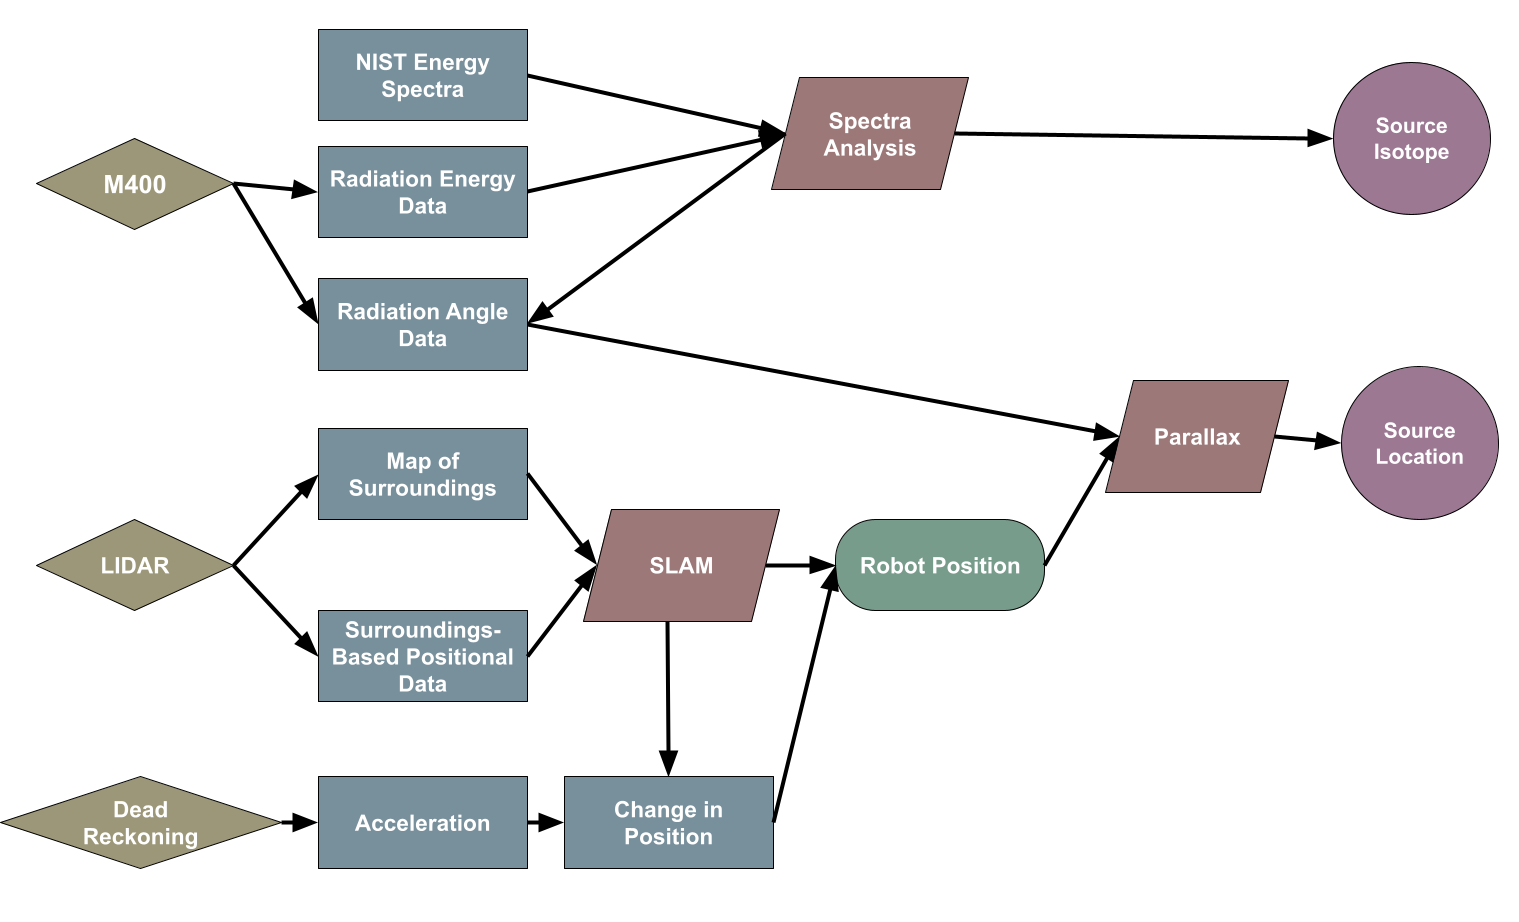 NIST Energy
Spectra
Spectra
Analysis
Source
Isotope
M400
Radiation Energy
Data
Radiation Angle
Data
Parallax
Source
Location
Map of
Surroundings
LIDAR
SLAM
Robot Position
Surroundings-
Based Positional
Data
Dead
Reckoning
Acceleration
Change in
Position